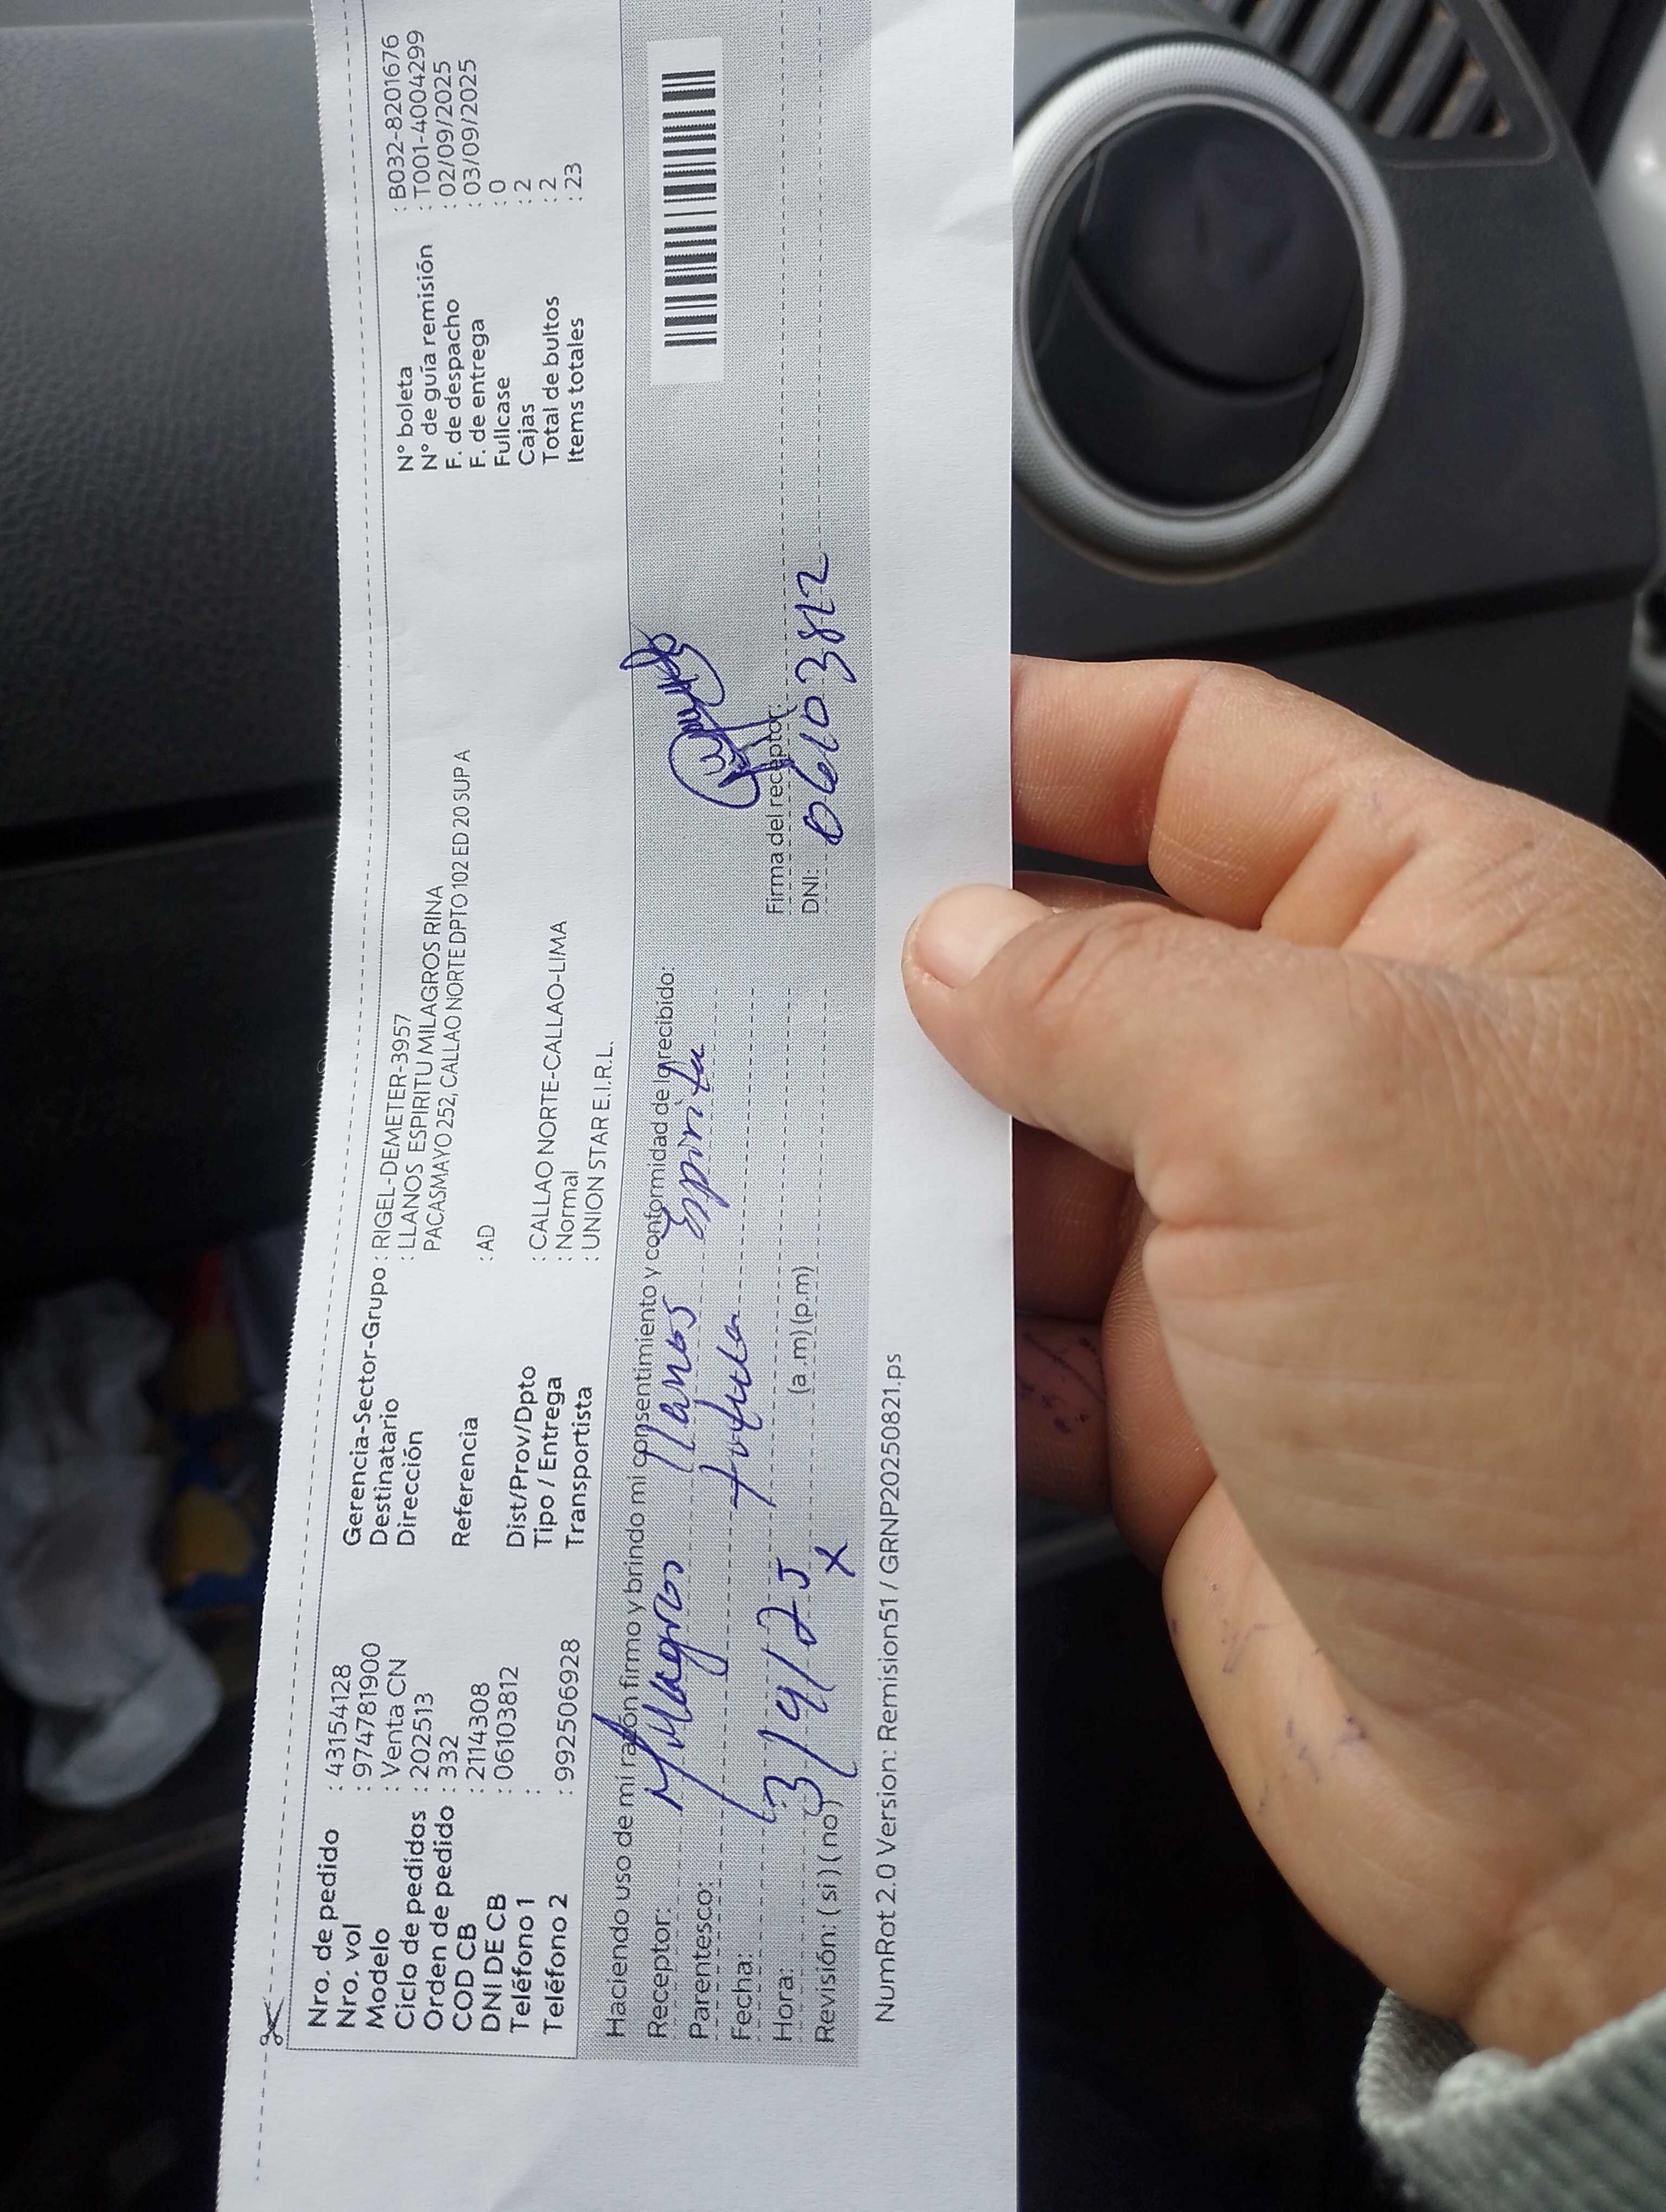 Nro. de pedido : 43154128
Nro. vol : 974781900
Modelo : Venta CN
Ciclo de pedidos : 202513
Orden de pedido : 332
COD CB : 2114308
DNI DE CB : 06103812
Teléfono 1 :
Teléfono 2 : 992506928
Gerencia-Sector-Grupo : RIGEL-DEMETER-3957
Destinatario : LLANOS ESPIRITU MILAGROS RINA
Dirección PACASMAYO 252, CALLAO NORTE DPTO 102 ED 20 SUP A
Referencia : AD
Dist/Prov/Dpto : CALLAO NORTE-CALLAO-LIMA
Tipo / Entrega : Normal
Transportista : UNION STAR E.I.R.L.
N° boleta : B032-8201676
N° de guía remisión : T001-4004299
F. de despacho : 02/09/2025
F. de entrega : 03/09/2025
Fullcase : 0
Cajas : 2
Total de bultos : 2
Items totales : 23
Haciendo uso de mi razón firmo y brindo mi consentimiento y conformidad de lo recibido:
Receptor: Milagros Llanos Espiritu
Parentesco:
Fecha: 3/9/25
Hora: (a.m) (p.m)
Revisión: (si) (no) X
Firma del receptor:
DNI: 06103812
NumRot 2.0 Version: Remision51 / GRNP20250821.ps